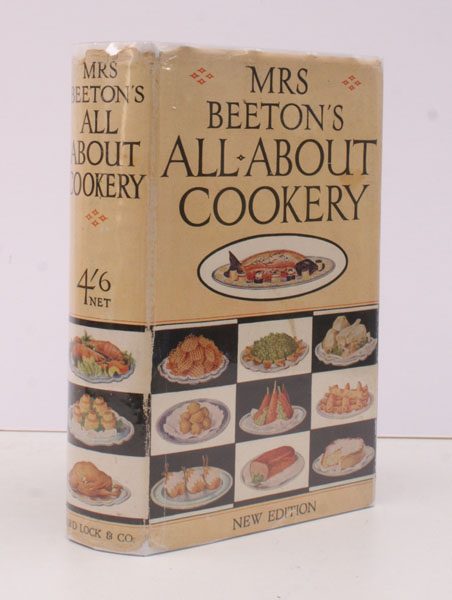 MRS
BEETON'S
ALL
ABOUT
COOKERY
4'6
NET
LOCK & CO.
MRS
BEETON'S
ALL·ABOUT
COOKERY
NEW EDITION